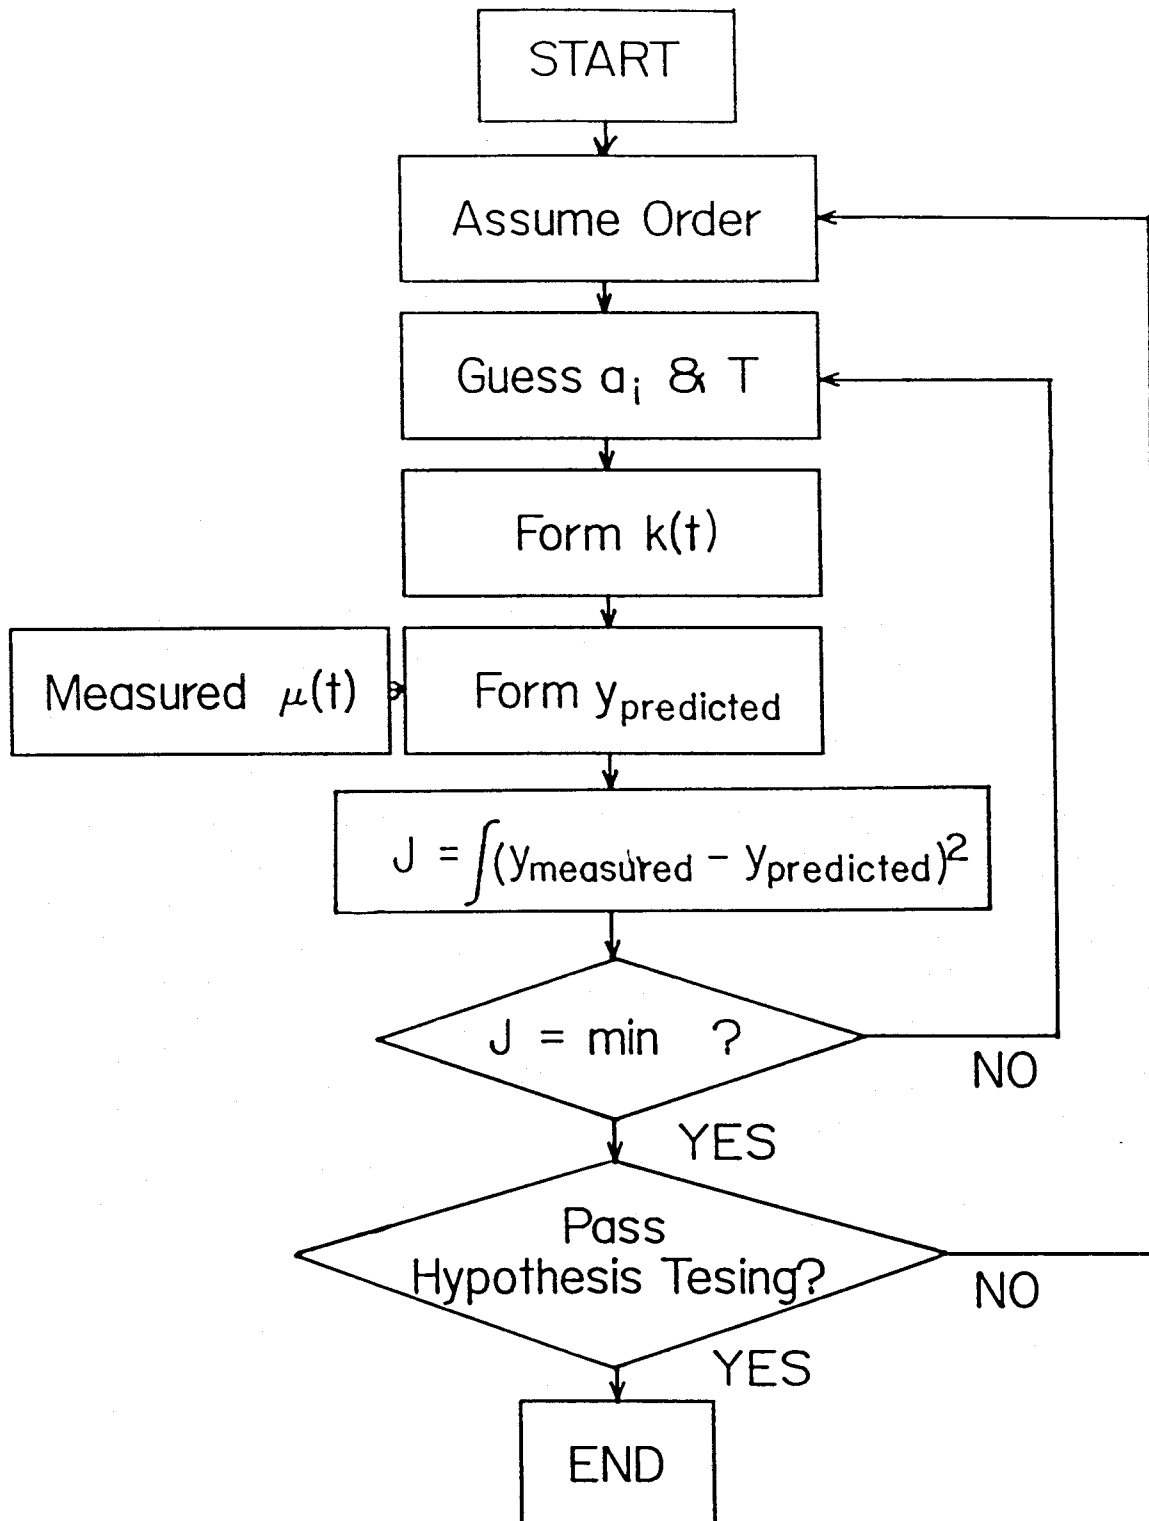 START
Assume Order
Guess aᵢ & T
Form k(t)
Measured μ(t)
Form y_predicted
J = ∫(y_measured − y_predicted)²
J = min ?
NO
YES
Pass
Hypothesis Tesing?
NO
YES
END